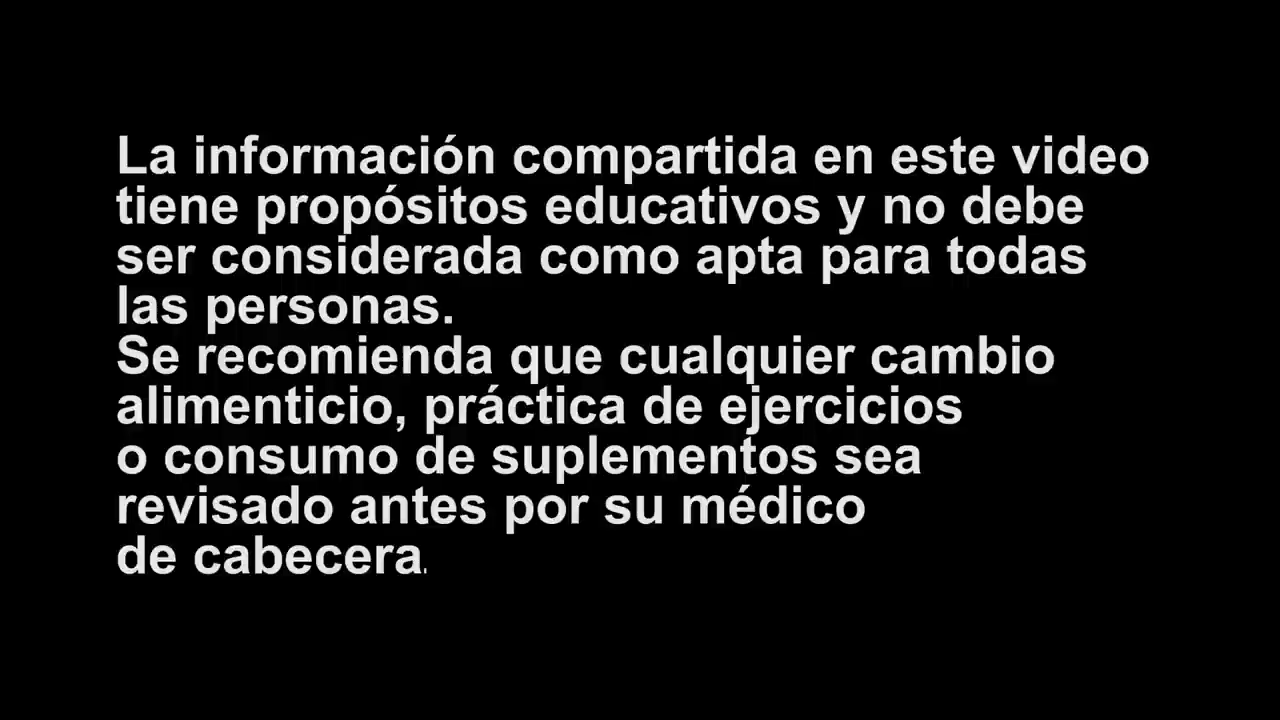 La información compartida en este video
tiene propósitos educativos y no debe
ser considerada como apta para todas
las personas.
Se recomienda que cualquier cambio
alimenticio, práctica de ejercicios
o consumo de suplementos sea
revisado antes por su médico
de cabecera.